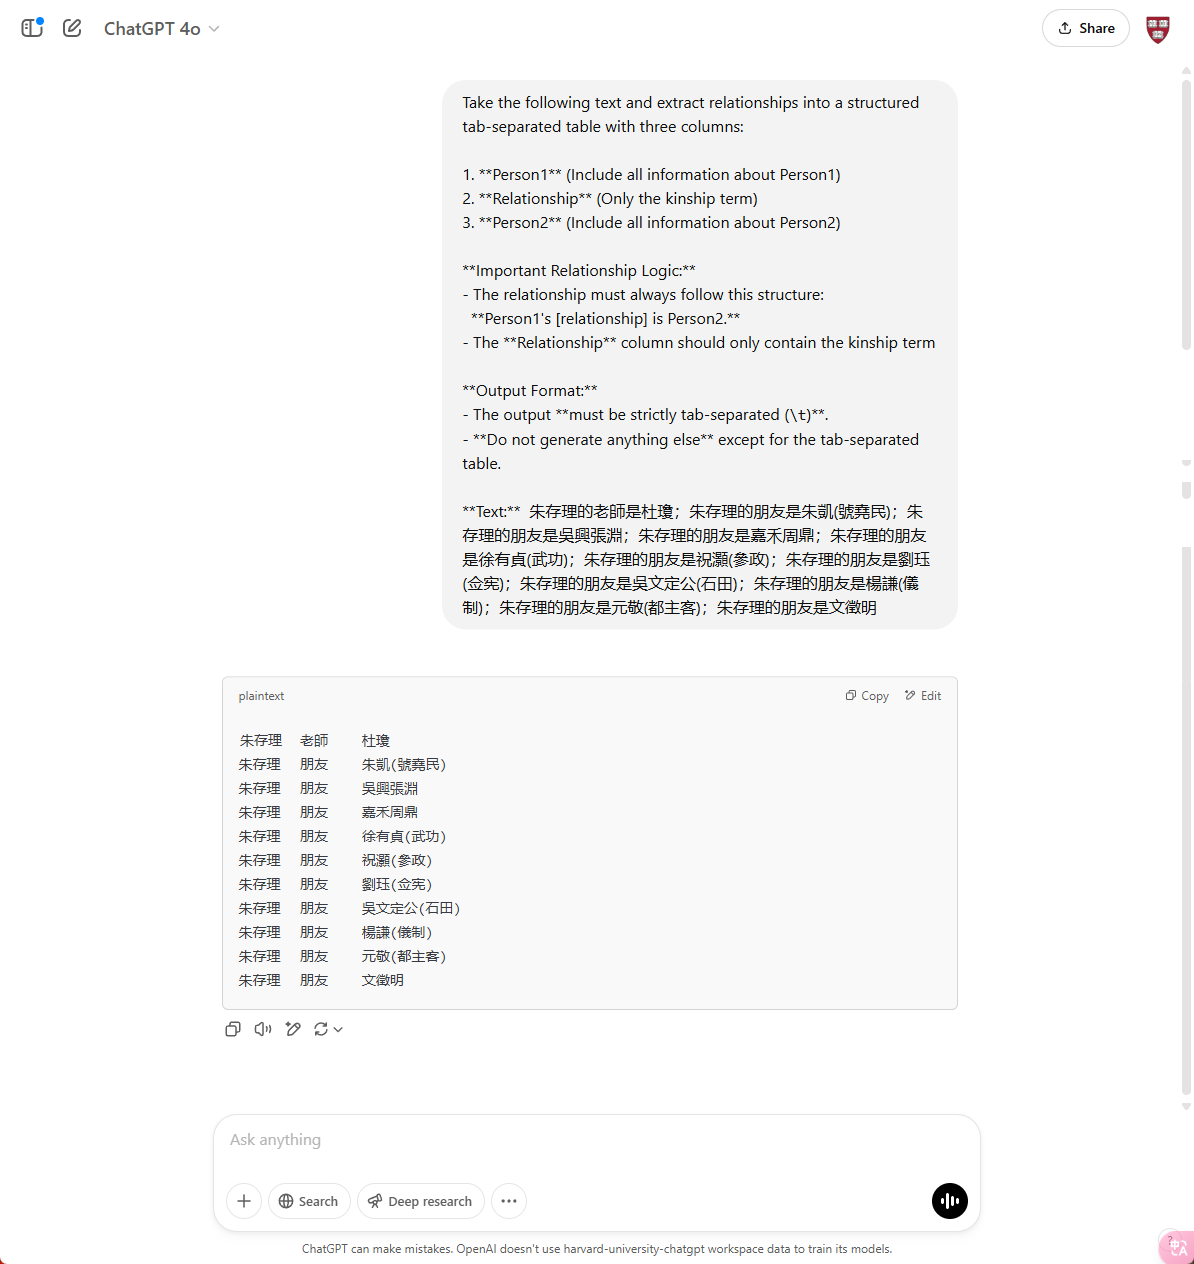 ChatGPT 4o
Share
Take the following text and extract relationships into a structured
tab-separated table with three columns:
1. **Person1** (Include all information about Person1)
2. **Relationship** (Only the kinship term)
3. **Person2** (Include all information about Person2)
**Important Relationship Logic:**
- The relationship must always follow this structure:
**Person1's [relationship] is Person2.**
- The **Relationship** column should only contain the kinship term
**Output Format:**
- The output **must be strictly tab-separated (\t)**.
- **Do not generate anything else** except for the tab-separated
table.
**Text:** 朱存理的老師是杜瓊；朱存理的朋友是朱凱(號堯民)；朱
存理的朋友是吳興張淵；朱存理的朋友是嘉禾周鼎；朱存理的朋友
是徐有貞(武功)；朱存理的朋友是祝灝(參政)；朱存理的朋友是劉珏
(佥宪)；朱存理的朋友是吳文定公(石田)；朱存理的朋友是楊謙(儀
制)；朱存理的朋友是元敬(都主客)；朱存理的朋友是文徵明
plaintext
Copy
Edit
朱存理 老師 杜瓊
朱存理 朋友 朱凱(號堯民)
朱存理 朋友 吳興張淵
朱存理 朋友 嘉禾周鼎
朱存理 朋友 徐有貞(武功)
朱存理 朋友 祝灝(參政)
朱存理 朋友 劉珏(佥宪)
朱存理 朋友 吳文定公(石田)
朱存理 朋友 楊謙(儀制)
朱存理 朋友 元敬(都主客)
朱存理 朋友 文徵明
Ask anything
Search
Deep research
ChatGPT can make mistakes. OpenAI doesn't use harvard-university-chatgpt workspace data to train its models.